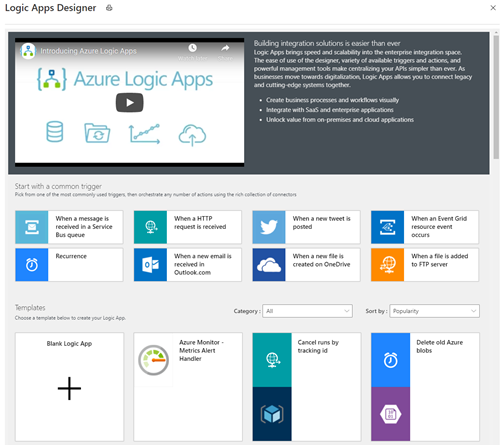 Logic Apps Designer
Introducing Azure Logic Apps
Share
Azure Logic Apps
Building integration solutions is easier than ever
Logic Apps brings speed and scalability into the enterprise integration space.
The ease of use of the designer, variety of available triggers and actions, and
powerful management tools make centralizing your APIs simpler than ever. As
businesses move towards digitalization, Logic Apps allows you to connect legacy
and cutting-edge systems together.
• Create business processes and workflows visually
• Integrate with SaaS and enterprise applications
• Unlock value from on-premises and cloud applications
Start with a common trigger
Pick from one of the most commonly used triggers, then orchestrate any number of actions using the rich collection of connectors
When a message is
received in a Service
Bus queue
When a HTTP
request is received
When a new tweet is
posted
When an Event Grid
resource event
occurs
Recurrence
When a new email is
received in
Outlook.com
When a new file is
created on OneDrive
When a file is added
to FTP server
Templates
Choose a template below to create your Logic App.
Category :
All
Sort by :
Popularity
Blank Logic App
Azure Monitor -
Metrics Alert
Handler
Cancel runs by
tracking id
Delete old Azure
blobs